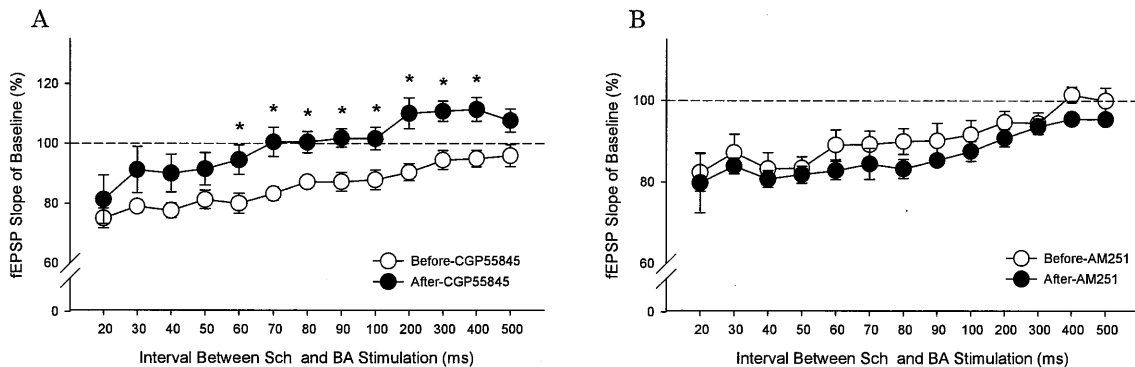 A
fEPSP Slope of Baseline (%)
120
100
80
60
0
* * * * * * * *
Before-CGP55845
After-CGP55845
20 30 40 50 60 70 80 90 100 200 300 400 500
Interval Between Sch and BA Stimulation (ms)
B
fEPSP Slope of Baseline (%)
100
80
60
0
Before-AM251
After-AM251
20 30 40 50 60 70 80 90 100 200 300 400 500
Interval Between Sch and BA Stimulation (ms)